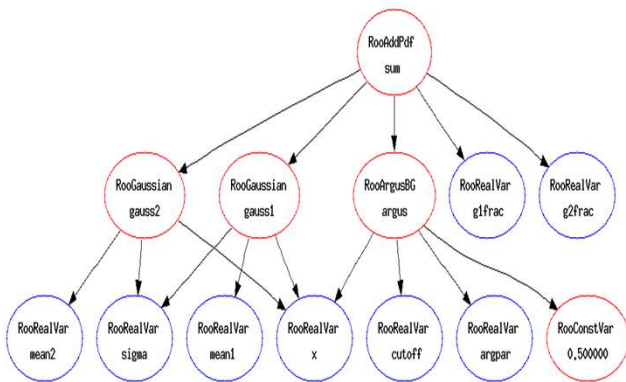 RooAddPdf
sum
RooGaussian
gauss2
RooGaussian
gauss1
RooArgusBG
argus
RooRealVar
g1frac
RooRealVar
g2frac
RooRealVar
mean2
RooRealVar
sigma
RooRealVar
mean1
RooRealVar
x
RooRealVar
cutoff
RooRealVar
argpar
RooConstVar
0,500000